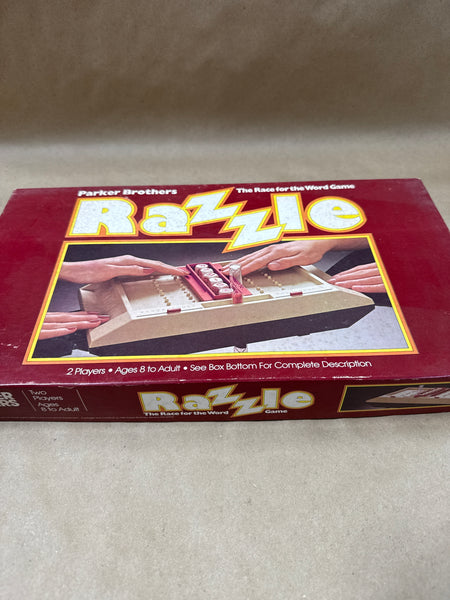 Parker Brothers
The Race for the Word Game
Razzle
2 Players • Ages 8 to Adult • See Box Bottom For Complete Description
Two
Players
Ages
8 to Adult
Razzle
The Race for the Word Game